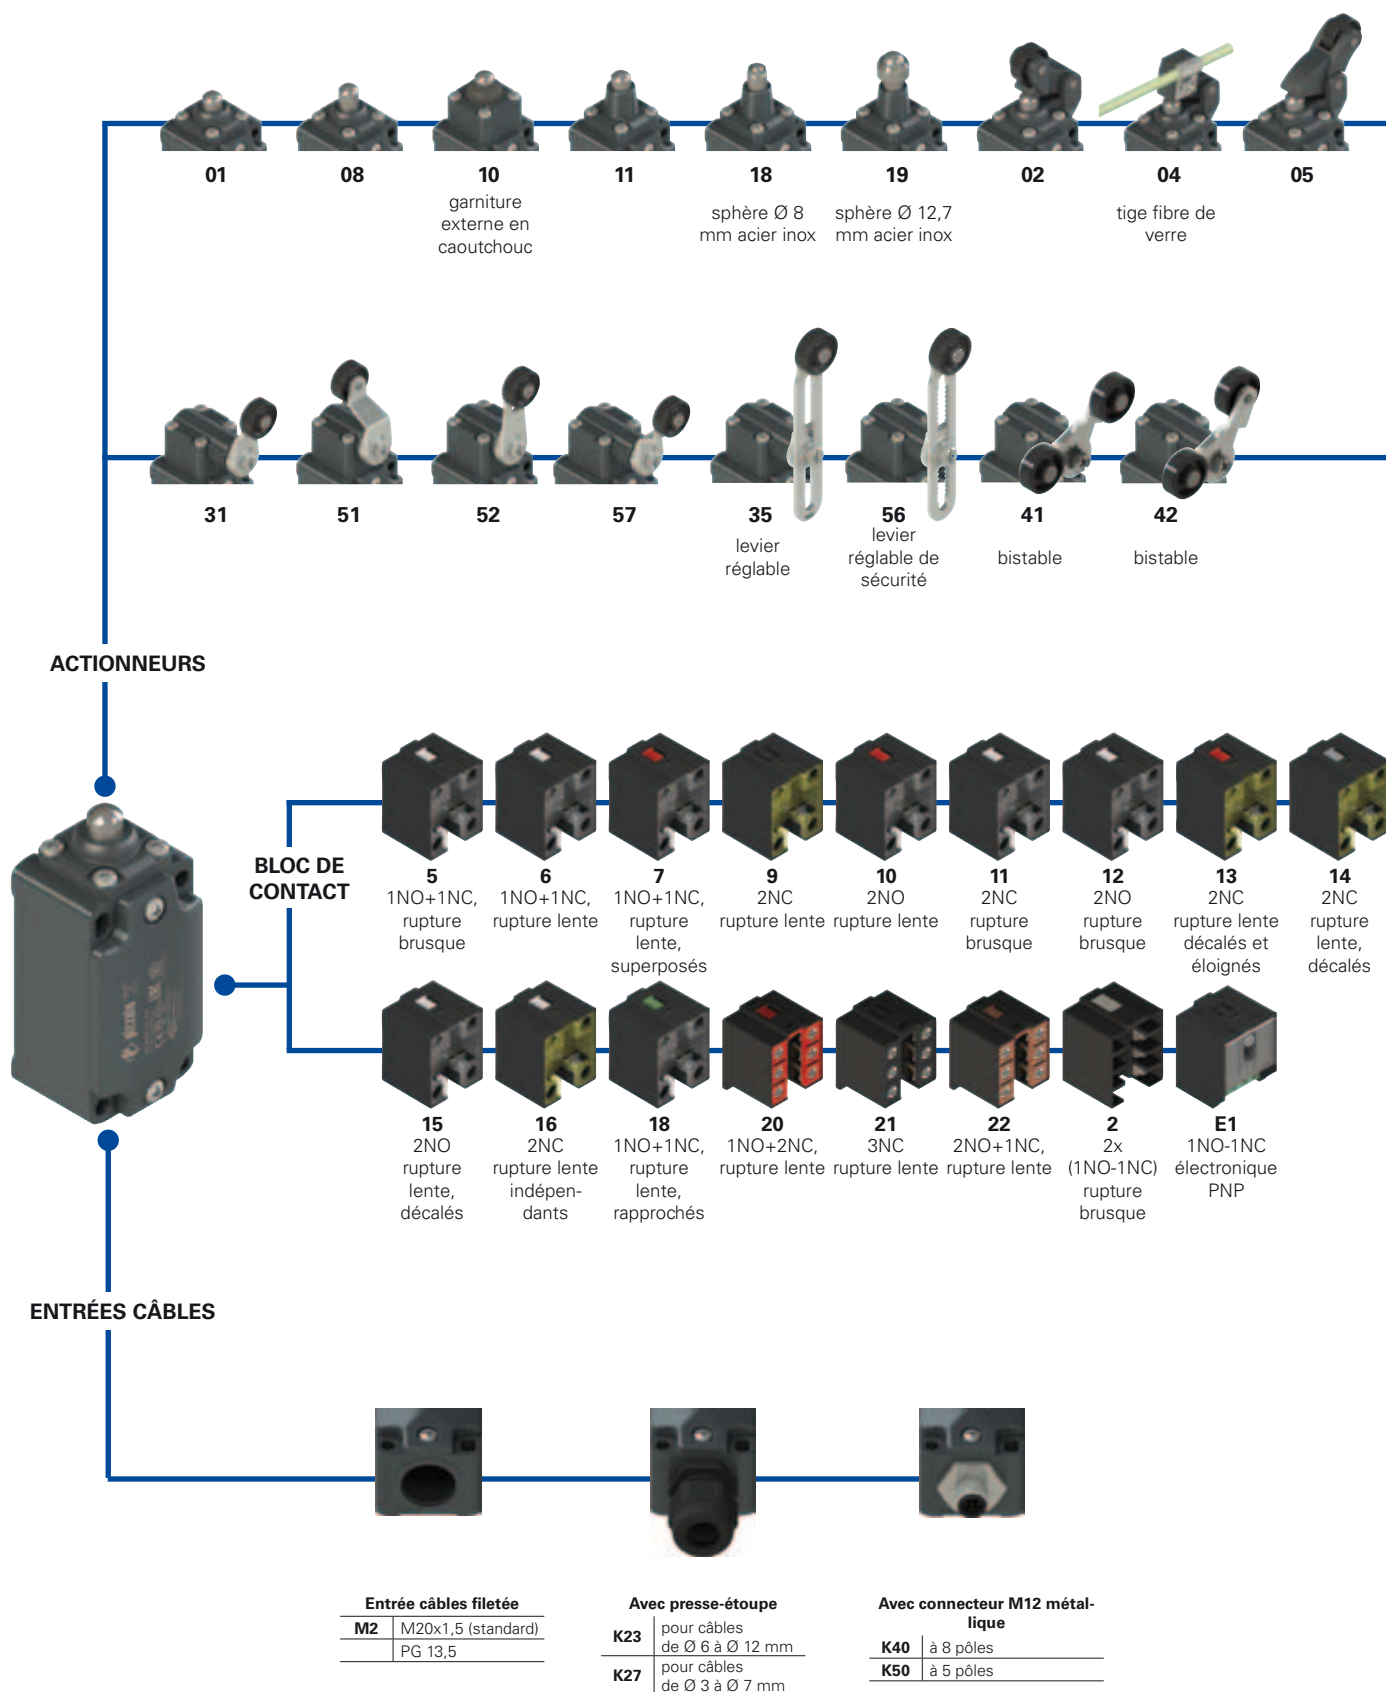 01 08 10 11 18 19 02 04 05
garniture
externe en
caoutchouc
sphère Ø 8
mm acier inox
sphère Ø 12,7
mm acier inox
tige fibre de
verre
31 51 52 57 35 56 41 42
levier
réglable
levier
réglable de
sécurité
bistable
bistable
ACTIONNEURS
BLOC DE
CONTACT
5
1NO+1NC,
rupture
brusque
6
1NO+1NC,
rupture lente
7
1NO+1NC,
rupture
lente,
superposés
9
2NC
rupture lente
10
2NO
rupture lente
11
2NC
rupture
brusque
12
2NO
rupture
brusque
13
2NC
rupture lente
décalés et
éloignés
14
2NC
rupture
lente,
décalés
15
2NO
rupture
lente,
décalés
16
2NC
rupture lente
indépen-
dants
18
1NO+1NC,
rupture
lente,
rapprochés
20
1NO+2NC,
rupture lente
21
3NC
rupture lente
22
2NO+1NC,
rupture lente
2
2x
(1NO-1NC)
rupture
brusque
E1
1NO-1NC
électronique
PNP
ENTRÉES CÂBLES
Entrée câbles filetée
M2 M20x1,5 (standard)
PG 13,5
Avec presse-étoupe
K23 pour câbles
de Ø 6 à Ø 12 mm
K27 pour câbles
de Ø 3 à Ø 7 mm
Avec connecteur M12 métal-
lique
K40 à 8 pôles
K50 à 5 pôles